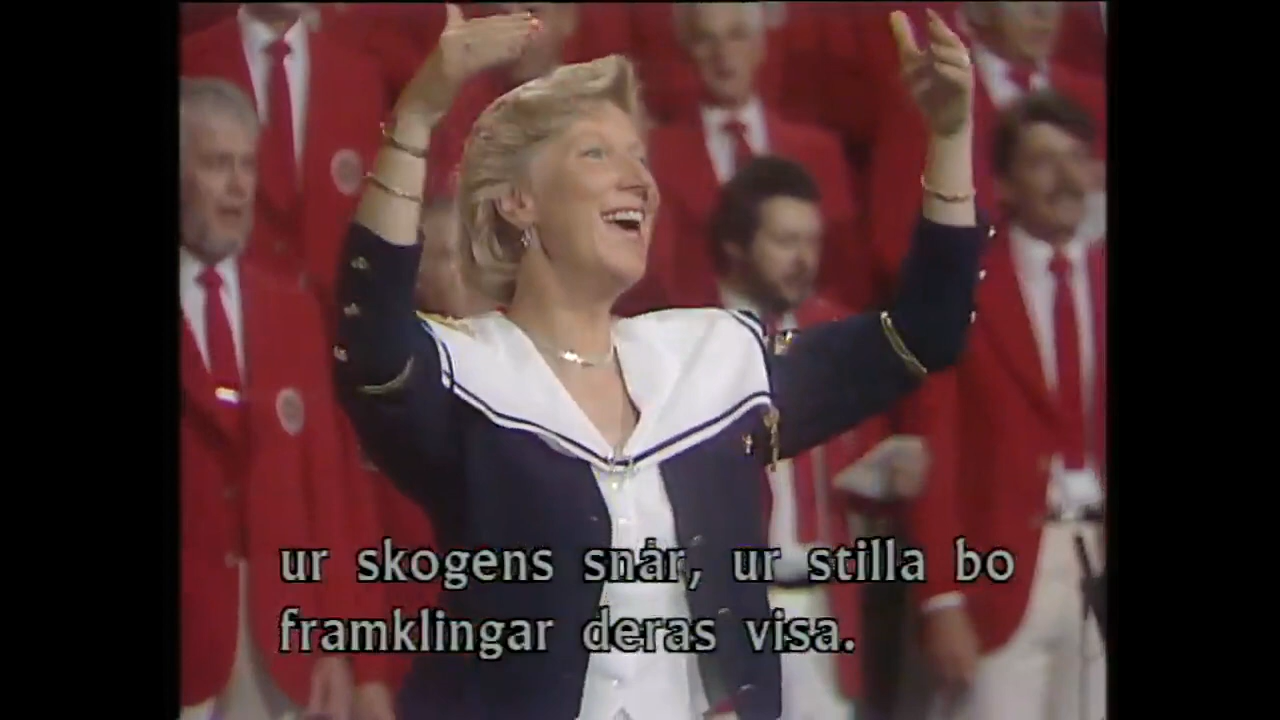 ur skogens snår, ur stilla bo
framklingar deras visa.